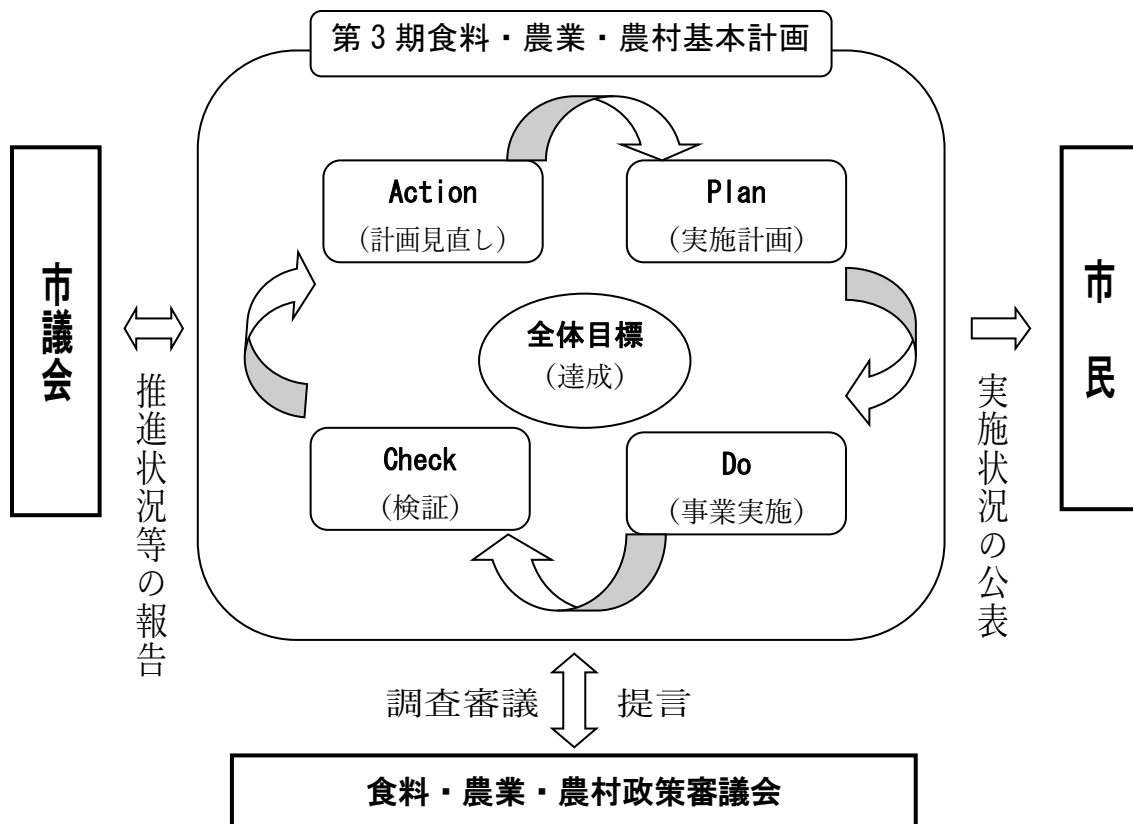 第3期食料・農業・農村基本計画
Action
（計画見直し）
Plan
（実施計画）
市議会
推進状況等の報告
全体目標
（達成）
市民
実施状況の公表
Check
（検証）
Do
（事業実施）
調査審議
提言
食料・農業・農村政策審議会